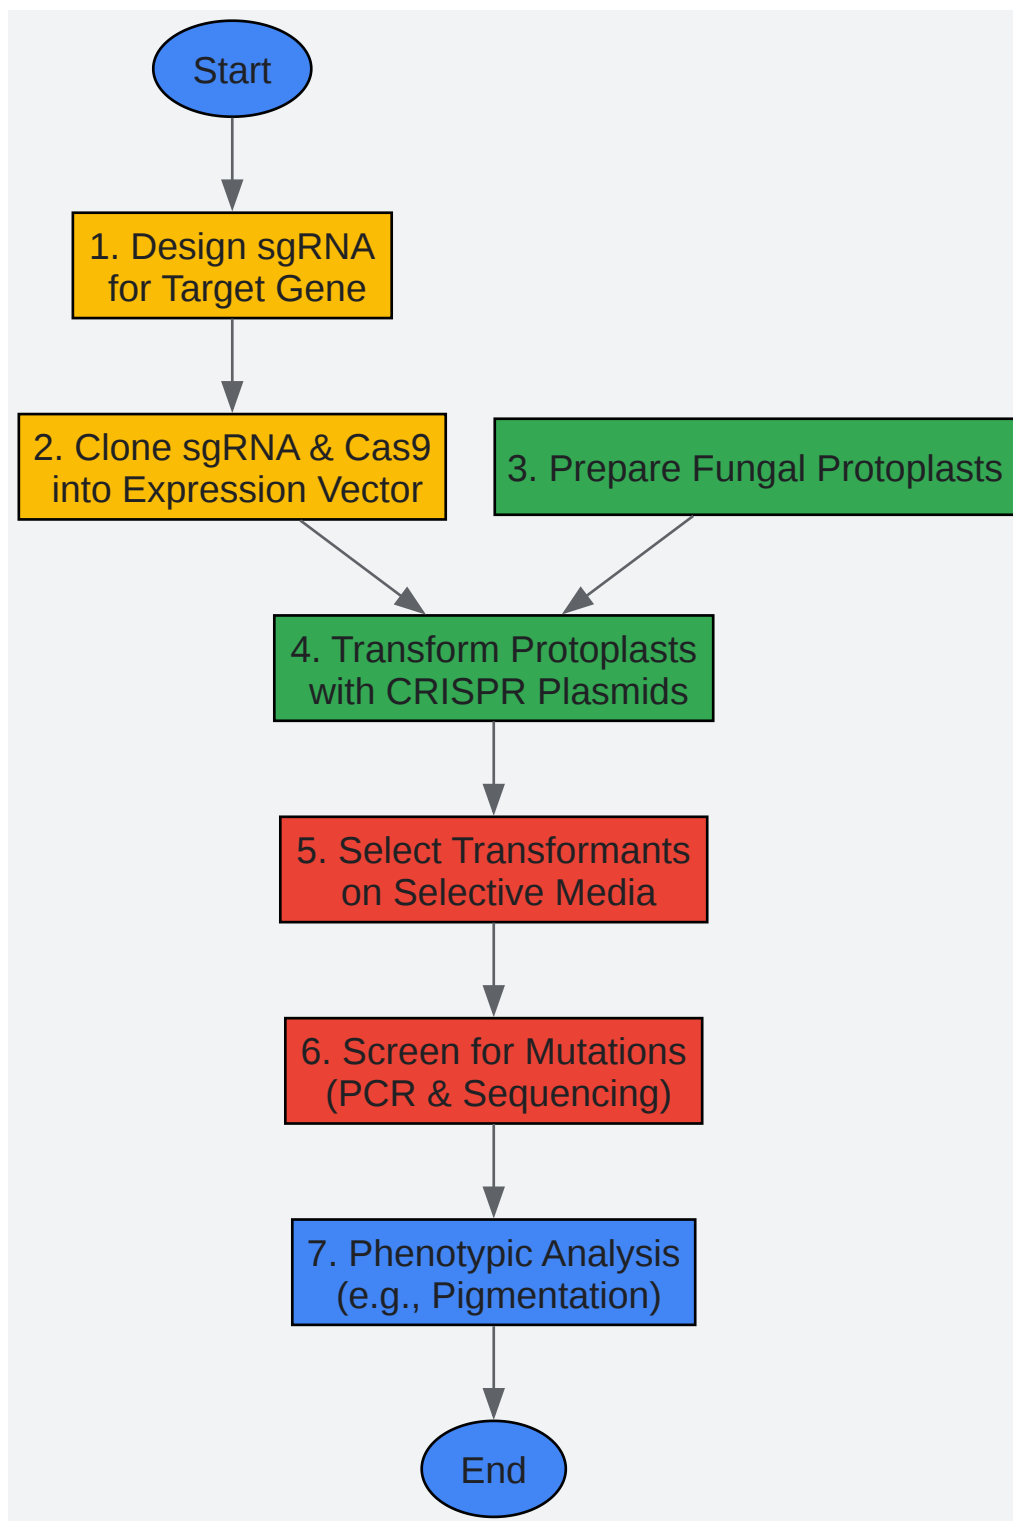 Start
1. Design sgRNA
for Target Gene
2. Clone sgRNA & Cas9
into Expression Vector
3. Prepare Fungal Protoplasts
4. Transform Protoplasts
with CRISPR Plasmids
5. Select Transformants
on Selective Media
6. Screen for Mutations
(PCR & Sequencing)
7. Phenotypic Analysis
(e.g., Pigmentation)
End